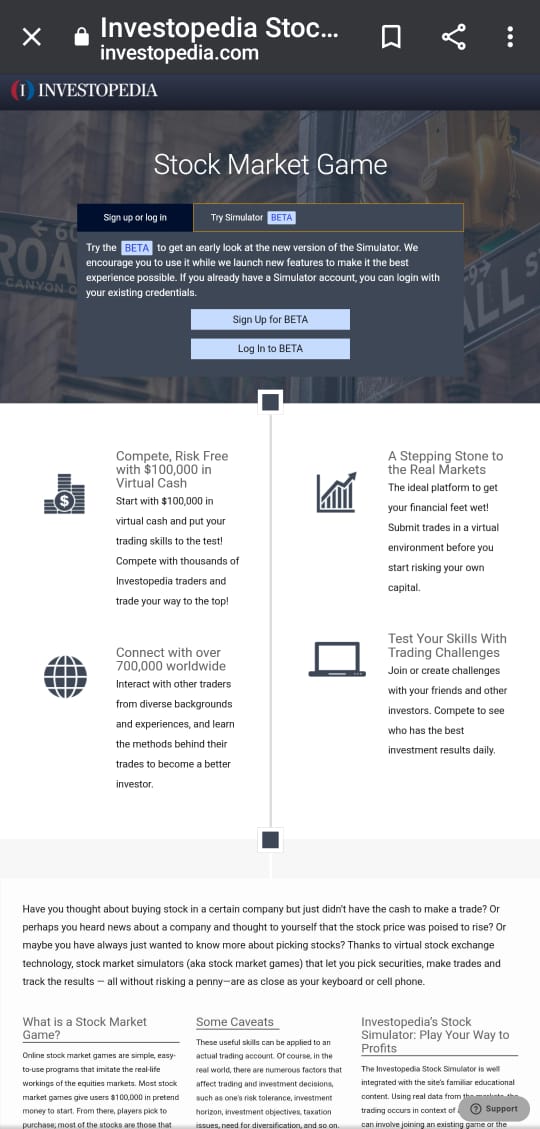 Investopedia Stoc...
investopedia.com
INVESTOPEDIA
Stock Market Game
Sign up or log in
Try Simulator BETA
Try the BETA to get an early look at the new version of the Simulator. We
encourage you to use it while we launch new features to make it the best
experience possible. If you already have a Simulator account, you can login with
your existing credentials.
Sign Up for BETA
Log In to BETA
Compete, Risk Free
with $100,000 in
Virtual Cash
Start with $100,000 in
virtual cash and put your
trading skills to the test!
Compete with thousands of
Investopedia traders and
trade your way to the top!
A Stepping Stone to
the Real Markets
The ideal platform to get
your financial feet wet!
Submit trades in a virtual
environment before you
start risking your own
capital.
Connect with over
700,000 worldwide
Interact with other traders
from diverse backgrounds
and experiences, and learn
the methods behind their
trades to become a better
investor.
Test Your Skills With
Trading Challenges
Join or create challenges
with your friends and other
investors. Compete to see
who has the best
investment results daily.
Have you thought about buying stock in a certain company but just didn't have the cash to make a trade? Or
perhaps you heard news about a company and thought to yourself that the stock price was poised to rise? Or
maybe you have always just wanted to know more about picking stocks? Thanks to virtual stock exchange
technology, stock market simulators (aka stock market games) that let you pick securities, make trades and
track the results — all without risking a penny—are as close as your keyboard or cell phone.
What is a Stock Market
Game?
Online stock market games are simple, easy-
to-use programs that imitate the real-life
workings of the equities markets. Most stock
market games give users $100,000 in pretend
money to start. From there, players pick to
purchase; most of the stocks are those that
Some Caveats
These useful skills can be applied to an
actual trading account. Of course, in the
real world, there are numerous factors that
affect trading and investment decisions,
such as one's risk tolerance, investment
horizon, investment objectives, taxation
issues, need for diversification, and so on.
Investopedia's Stock
Simulator: Play Your Way to
Profits
The Investopedia Stock Simulator is well
integrated with the site's familiar educational
content. Using real data from the markets, the
trading occurs in context of a
can involve joining an existing game or the
Support